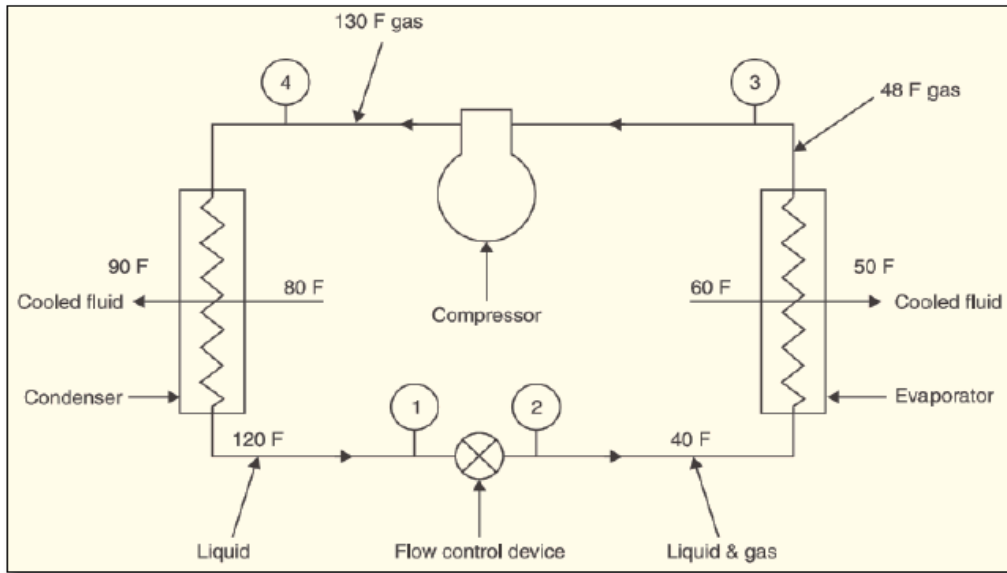 130 F gas
4
3
48 F gas
90 F
80 F
60 F
50 F
Cooled fluid
Cooled fluid
Compressor
Condenser
Evaporator
1
2
120 F
40 F
Liquid
Flow control device
Liquid & gas